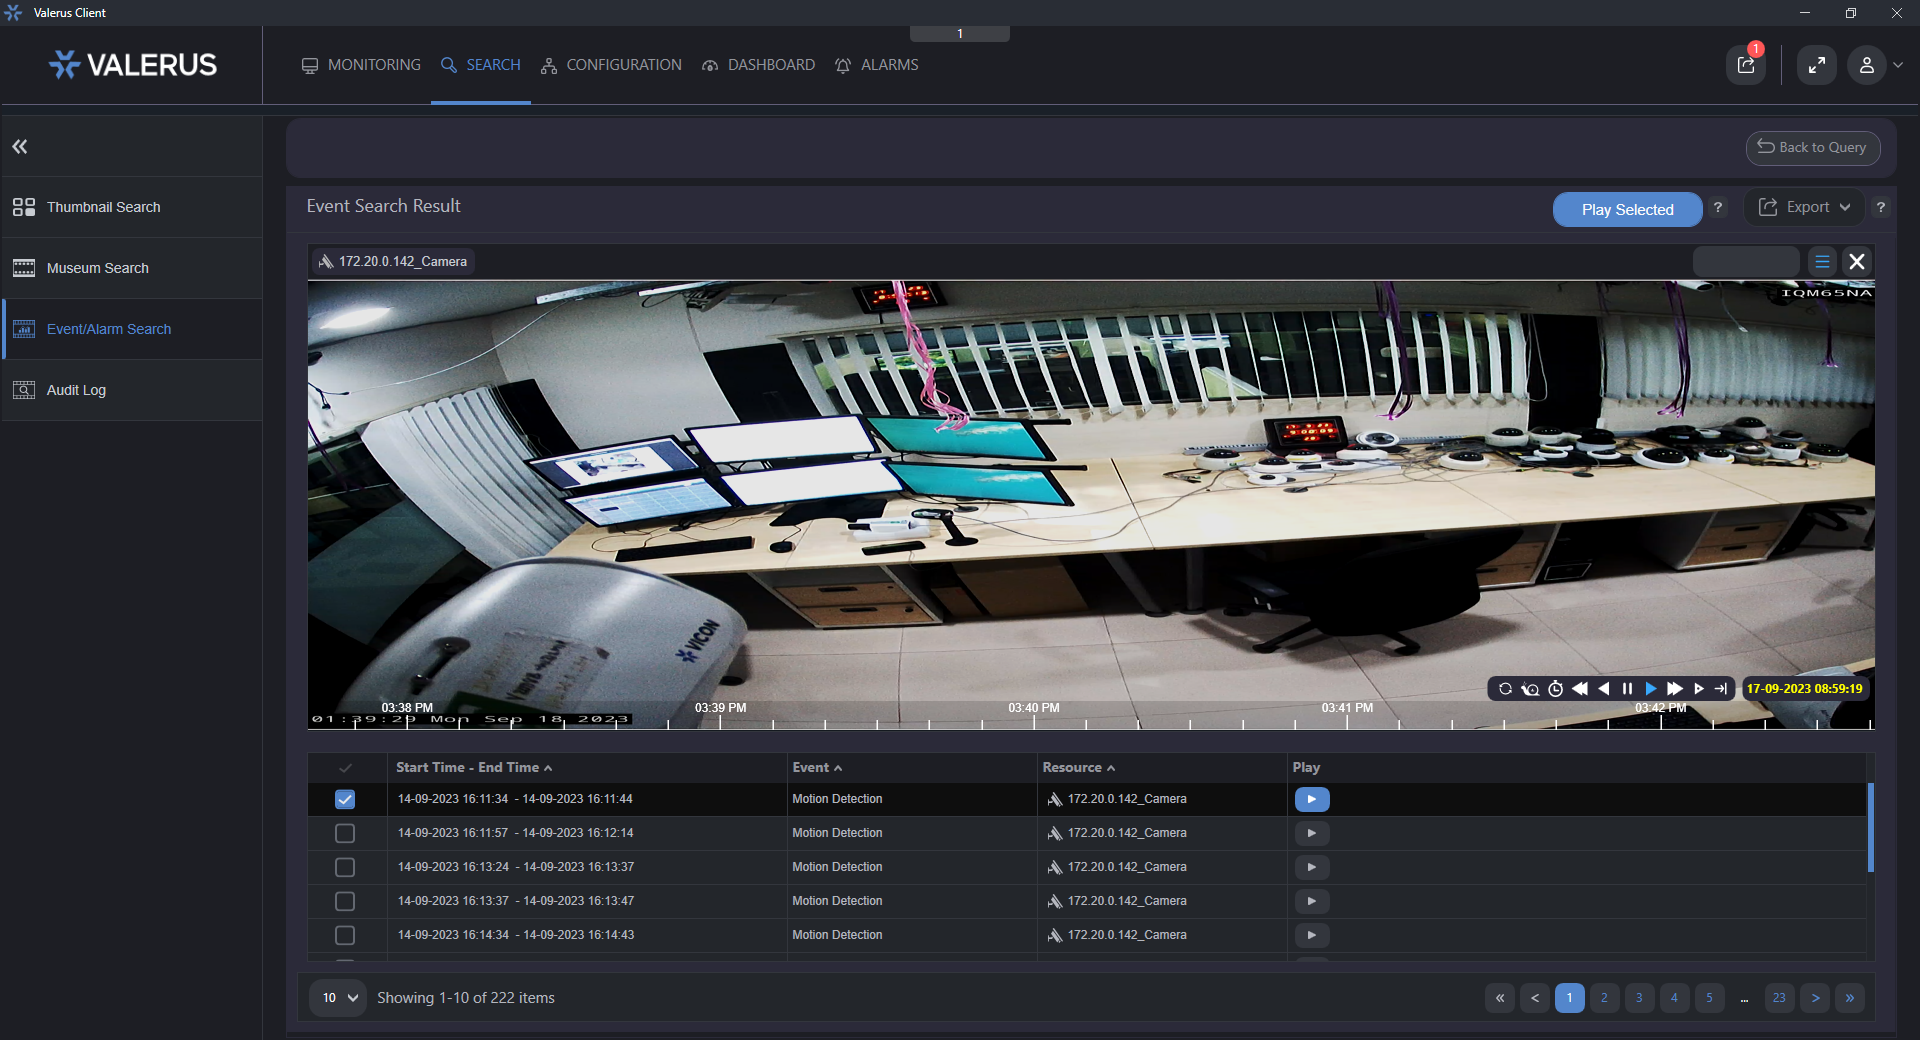 Valerus Client
1
VALERUS
MONITORING
SEARCH
CONFIGURATION
DASHBOARD
ALARMS
1
Back to Query
Thumbnail Search
Museum Search
Event/Alarm Search
Audit Log
Event Search Result
Play Selected
?
Export
?
172.20.0.142_Camera
IQM65NA
VICON
17-09-2023 08:59:19
03:38 PM
03:39 PM
03:40 PM
03:41 PM
03:42 PM
01:39:29 Mon Sep 18 2023
Start Time - End Time
Event
Resource
Play
14-09-2023 16:11:34 - 14-09-2023 16:11:44 Motion Detection 172.20.0.142_Camera
14-09-2023 16:11:57 - 14-09-2023 16:12:14 Motion Detection 172.20.0.142_Camera
14-09-2023 16:13:24 - 14-09-2023 16:13:37 Motion Detection 172.20.0.142_Camera
14-09-2023 16:13:37 - 14-09-2023 16:13:47 Motion Detection 172.20.0.142_Camera
14-09-2023 16:14:34 - 14-09-2023 16:14:43 Motion Detection 172.20.0.142_Camera
10
Showing 1-10 of 222 items
« < 1 2 3 4 5 ... 23 > »